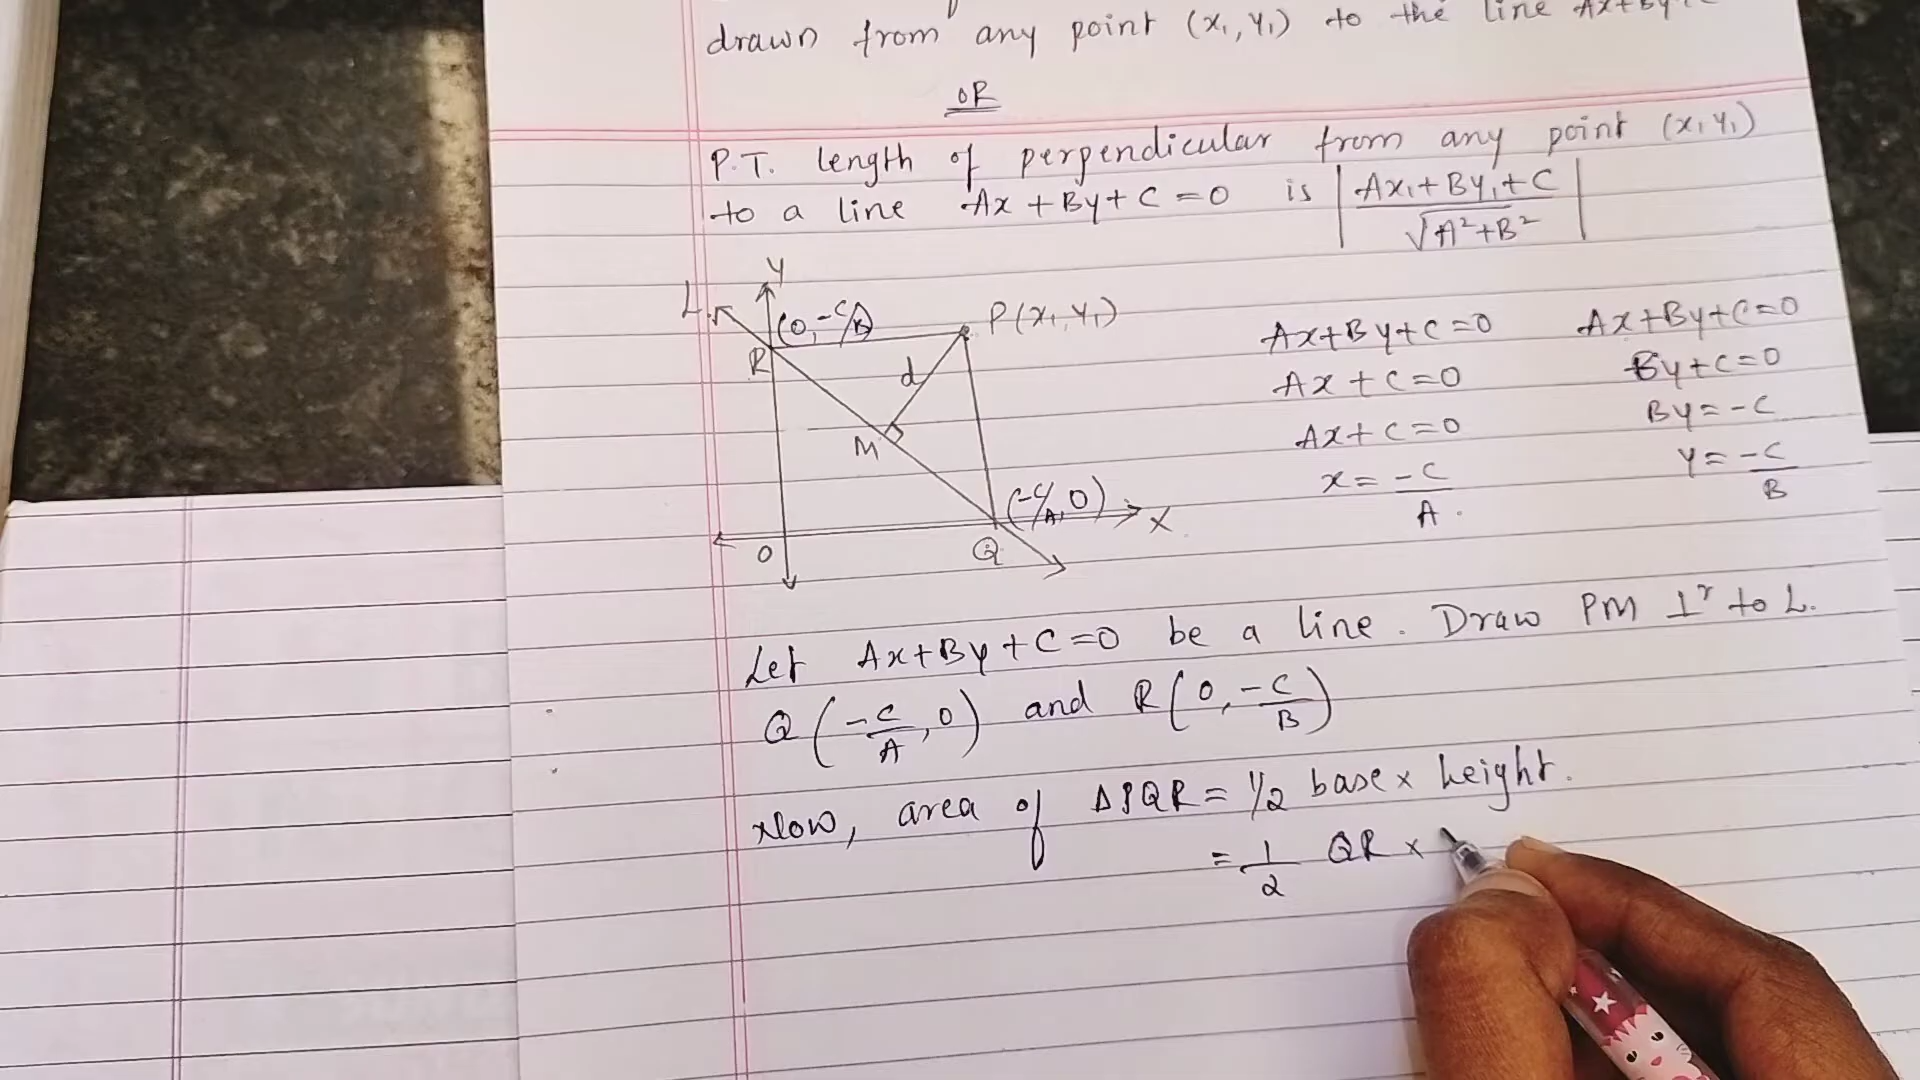 drawn from any point (x₁, y₁) to the line Ax+By+C
OR
P.T. length of perpendicular from any point (x₁ y₁)
to a line Ax + By + C = 0 is | Ax₁ + By₁ + C / √A² + B² |
Y
L
(0, -C/B)
P(x₁, y₁)
R
d
M
(-C/A, 0)
X
O
Q
Ax + By + C = 0
Ax + C = 0
Ax + C = 0
x = -C/A
Ax + By + C = 0
By + C = 0
By = -C
y = -C/B
Let Ax + By + C = 0 be a line. Draw PM ⊥ʳ to L.
Q (-C/A, 0) and R (0, -C/B)
Now, area of ΔPQR = 1/2 base × height.
= 1/2 QR ×